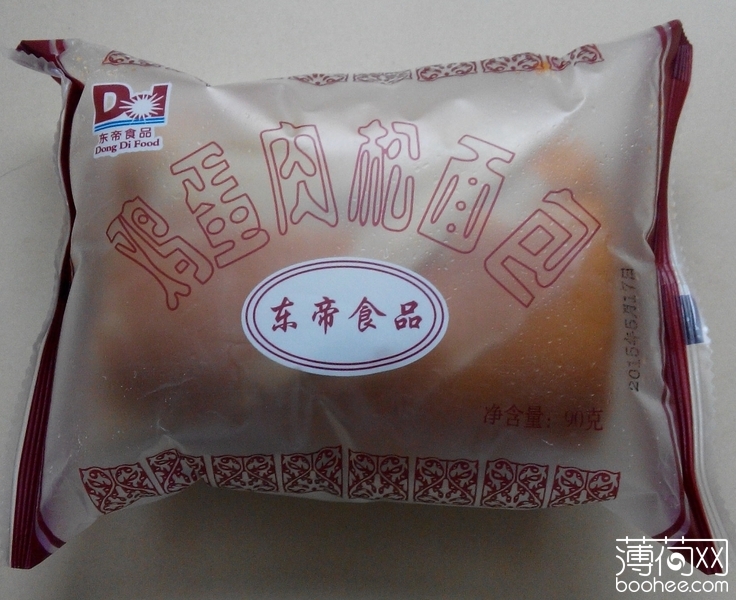 东帝食品
Dong Di Food
鸡蛋肉松面包
东帝食品
2015年5月17日
净含量：90克
薄荷网
boohee.com